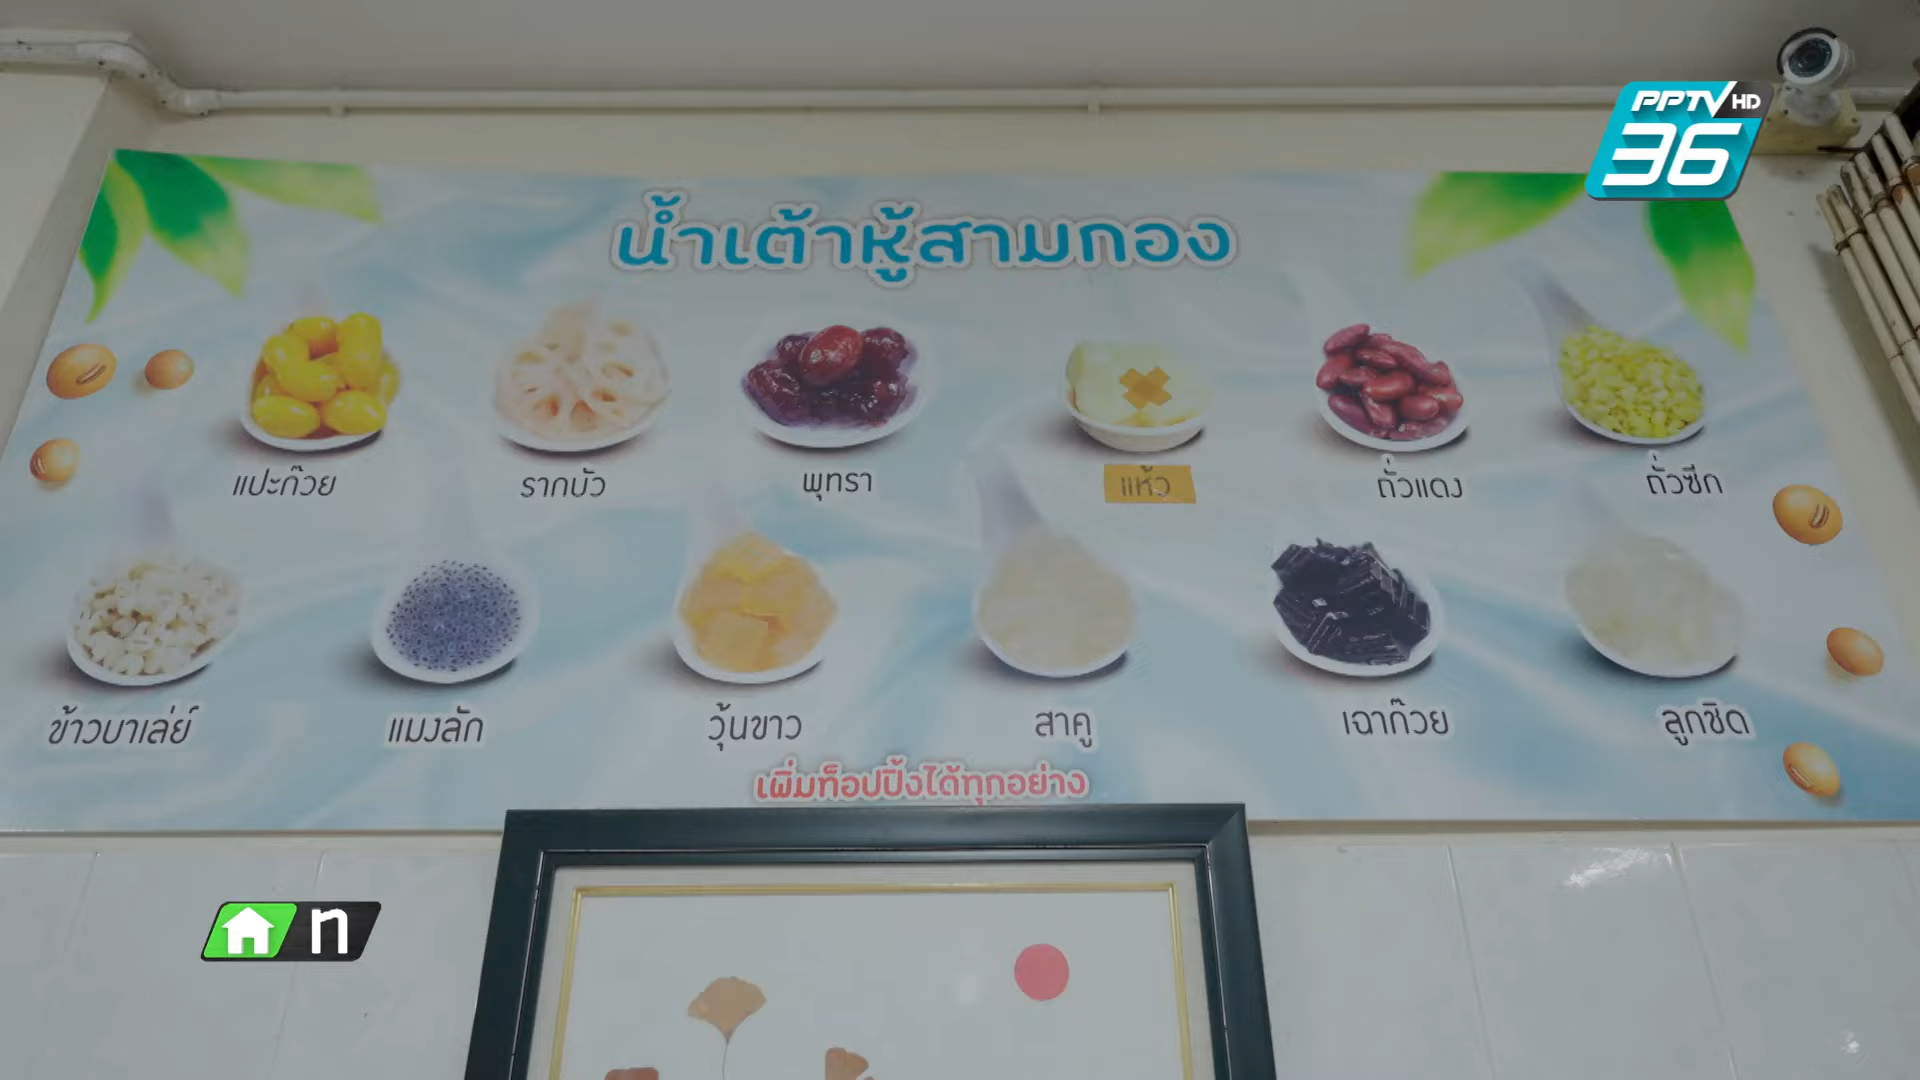 PPTV HD
36
น้ำเต้าหู้สามกอง
แปะก๊วย
รากบัว
พุทรา
แห้ว
ถั่วแดง
ถั่วซีก
ข้าวบาเล่ย์
แมงลัก
วุ้นขาว
สาคู
เฉาก๊วย
ลูกชิด
เพิ่มท็อปปิ้งได้ทุกอย่าง
ท